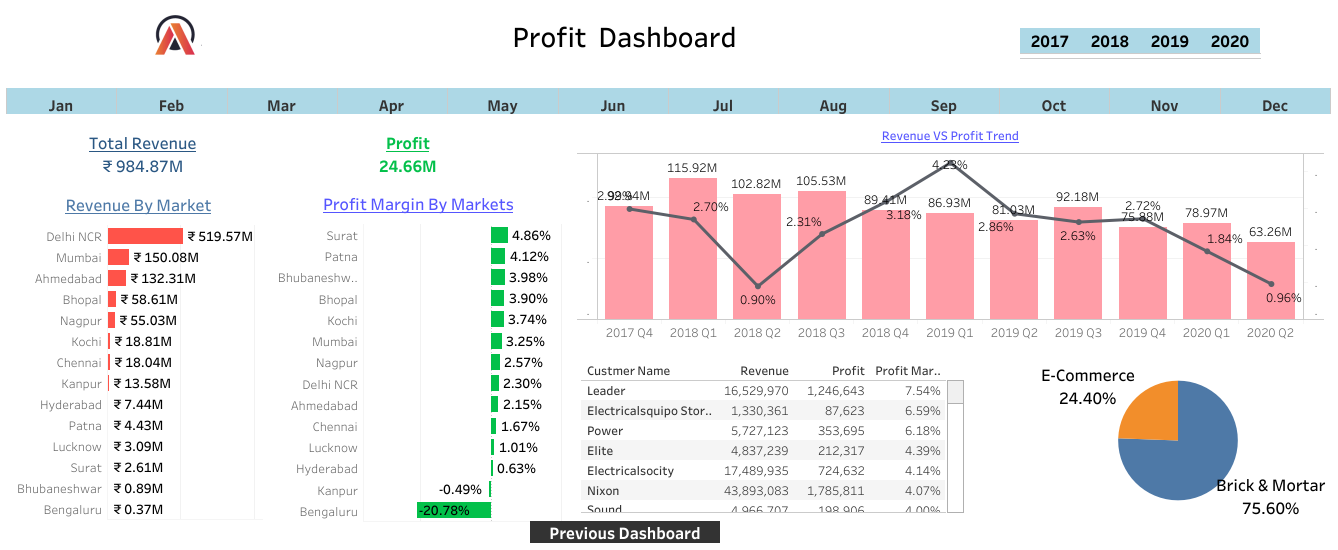 Profit Dashboard
2017 2018 2019 2020
Jan Feb Mar Apr May Jun Jul Aug Sep Oct Nov Dec
Total Revenue
₹ 984.87M
Profit
24.66M
Revenue By Market
Delhi NCR ₹ 519.57M
Mumbai ₹ 150.08M
Ahmedabad ₹ 132.31M
Bhopal ₹ 58.61M
Nagpur ₹ 55.03M
Kochi ₹ 18.81M
Chennai ₹ 18.04M
Kanpur ₹ 13.58M
Hyderabad ₹ 7.44M
Patna ₹ 4.43M
Lucknow ₹ 3.09M
Surat ₹ 2.61M
Bhubaneshwar ₹ 0.89M
Bengaluru ₹ 0.37M
Profit Margin By Markets
Surat 4.86%
Patna 4.12%
Bhubaneshw.. 3.98%
Bhopal 3.90%
Kochi 3.74%
Mumbai 3.25%
Nagpur 2.57%
Delhi NCR 2.30%
Ahmedabad 2.15%
Chennai 1.67%
Lucknow 1.01%
Hyderabad 0.63%
Kanpur -0.49%
Bengaluru -20.78%
Revenue VS Profit Trend
115.92M 102.82M 105.53M 89.41M 86.93M 81.03M 92.18M 75.88M 78.97M 63.26M
2.70% 0.90% 2.31% 3.18% 4.23% 2.86% 2.63% 2.72% 1.84% 0.96%
2017 Q4 2018 Q1 2018 Q2 2018 Q3 2018 Q4 2019 Q1 2019 Q2 2019 Q3 2019 Q4 2020 Q1 2020 Q2
Custmer Name Revenue Profit Profit Mar..
Leader 16,529,970 1,246,643 7.54%
Electricalsquipo Stor.. 1,330,361 87,623 6.59%
Power 5,727,123 353,695 6.18%
Elite 4,837,239 212,317 4.39%
Electricalsocity 17,489,935 724,632 4.14%
Nixon 43,893,083 1,785,811 4.07%
Sound 4,966,707 198,906 4.00%
E-Commerce
24.40%
Brick & Mortar
75.60%
Previous Dashboard